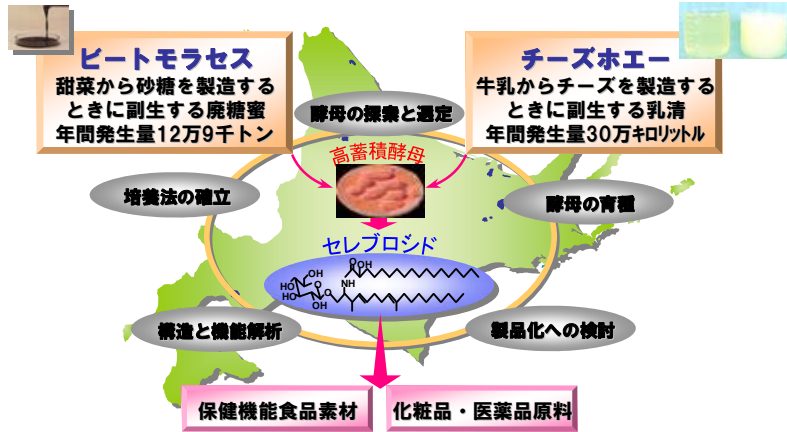 ビートモラセス
甜菜から砂糖を製造する
ときに副生する廃糖蜜
年間発生量12万9千トン
チーズホエー
牛乳からチーズを製造する
ときに副生する乳清
年間発生量30万キロリットル
酵母の探索と選定
高蓄積酵母
培養法の確立
酵母の育種
セレブロシド
OH
HO
HO
O
OH
O
NH
O
OH
構造と機能解析
製品化への検討
保健機能食品素材
化粧品・医薬品原料